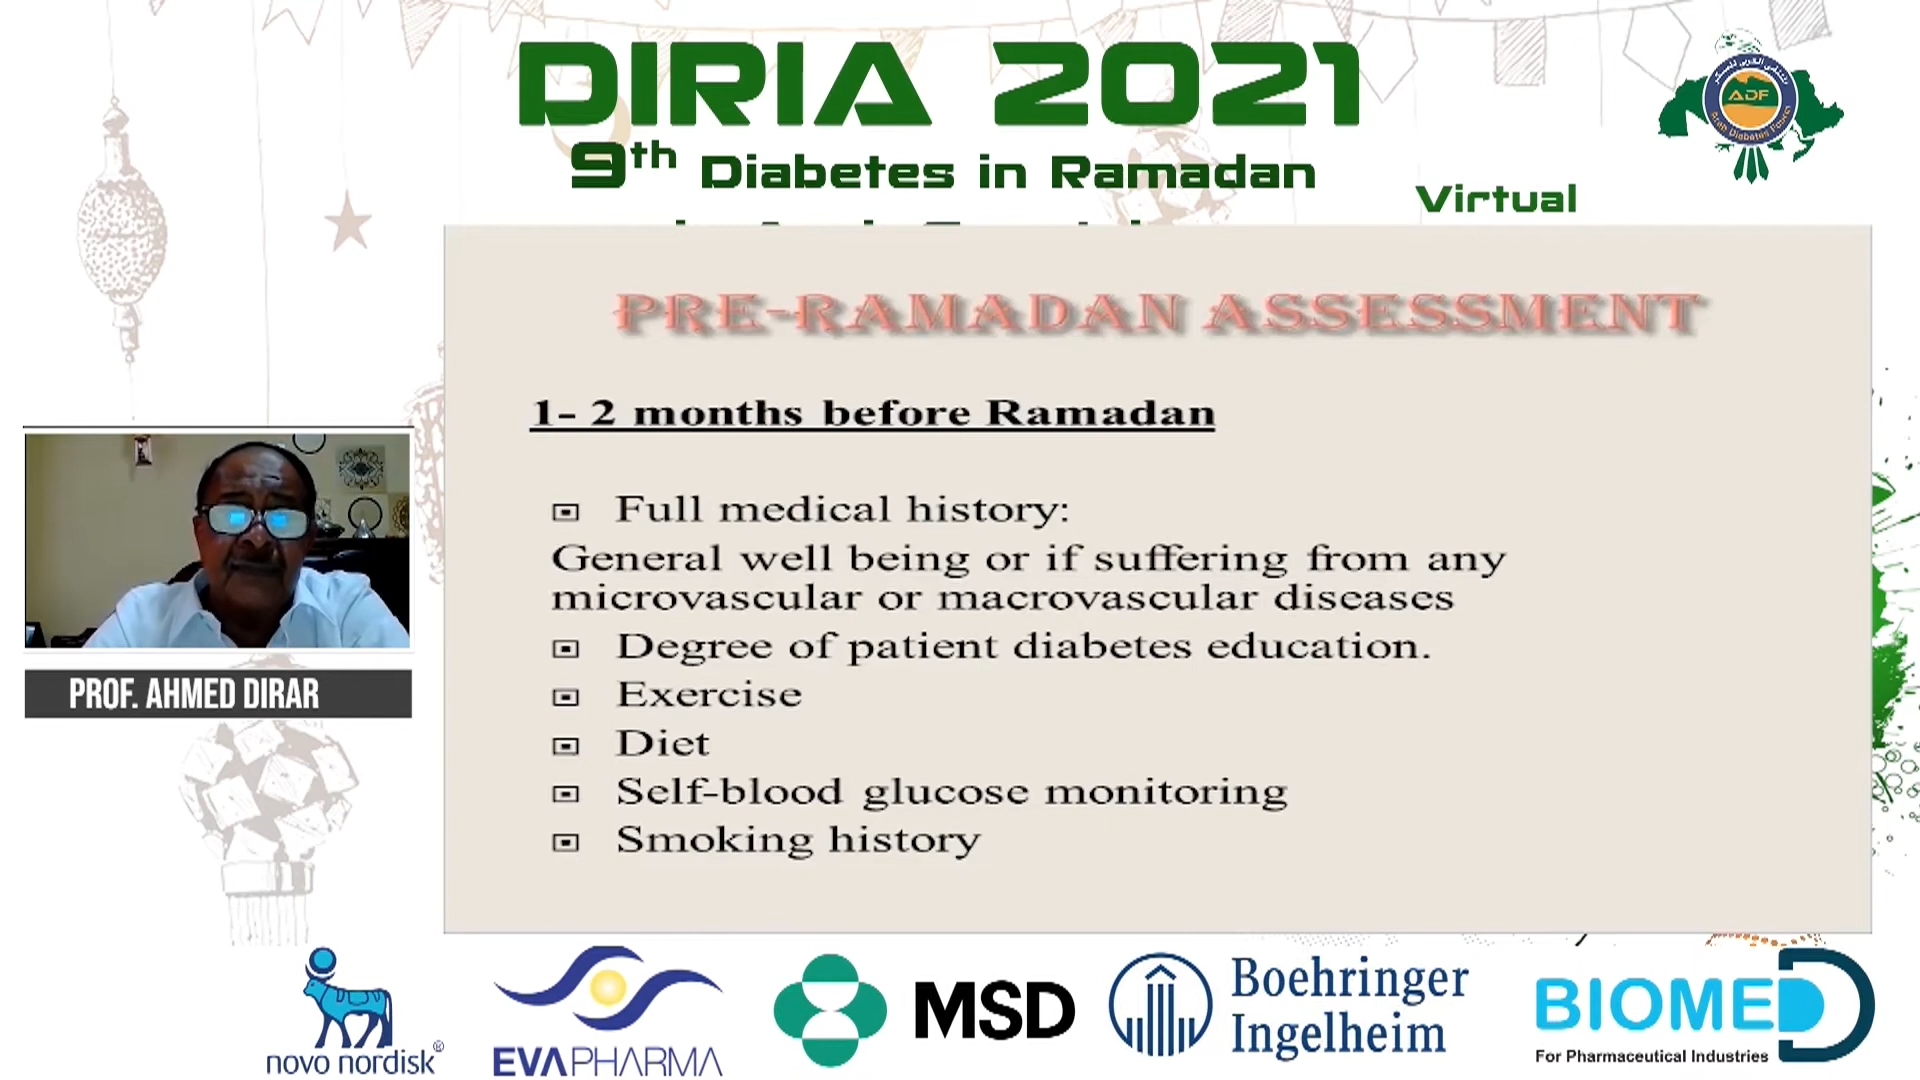 DIRIA 2021
9th Diabetes in Ramadan
Virtual
ADF
Arab Diabetes Forum
PRE-RAMADAN ASSESSMENT
1- 2 months before Ramadan
Full medical history:
General well being or if suffering from any
microvascular or macrovascular diseases
Degree of patient diabetes education.
Exercise
Diet
Self-blood glucose monitoring
Smoking history
PROF. AHMED DIRAR
novo nordisk®
EVAPHARMA
MSD
Boehringer
Ingelheim
BIOMED
For Pharmaceutical Industries